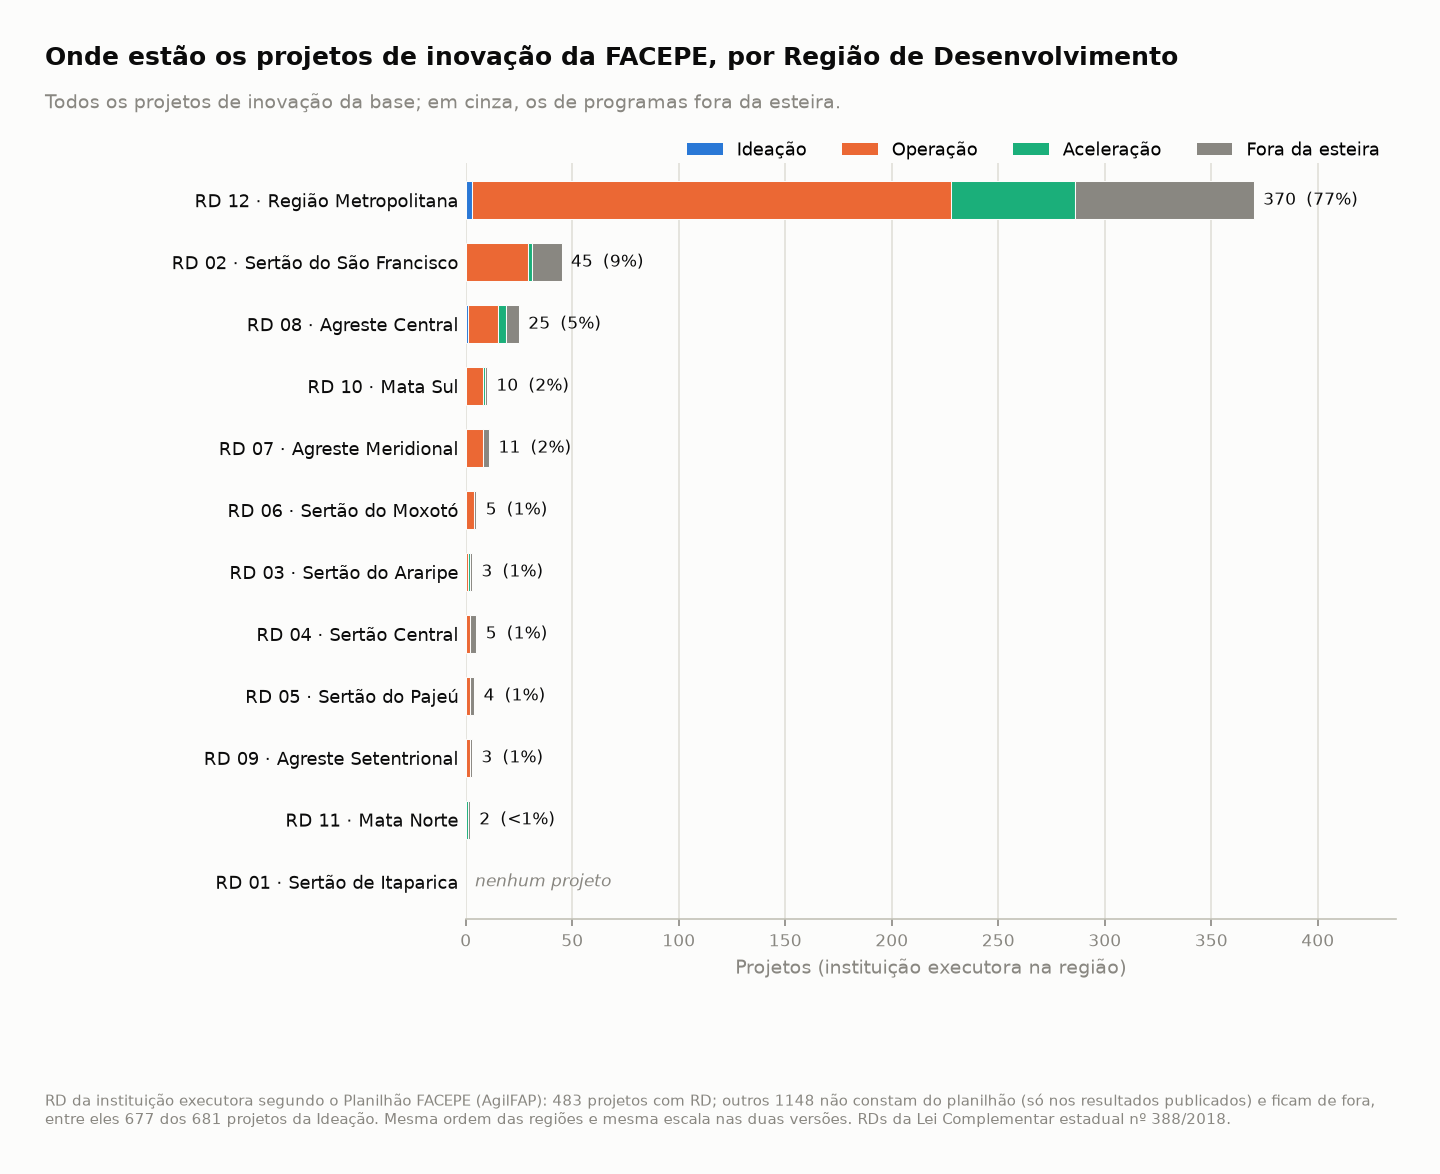 Onde estão os projetos de inovação da FACEPE, por Região de Desenvolvimento
Todos os projetos de inovação da base; em cinza, os de programas fora da esteira.
Ideação Operação Aceleração Fora da esteira
RD 12 · Região Metropolitana 370 (77%)
RD 02 · Sertão do São Francisco 45 (9%)
RD 08 · Agreste Central 25 (5%)
RD 10 · Mata Sul 10 (2%)
RD 07 · Agreste Meridional 11 (2%)
RD 06 · Sertão do Moxotó 5 (1%)
RD 03 · Sertão do Araripe 3 (1%)
RD 04 · Sertão Central 5 (1%)
RD 05 · Sertão do Pajeú 4 (1%)
RD 09 · Agreste Setentrional 3 (1%)
RD 11 · Mata Norte 2 (<1%)
RD 01 · Sertão de Itaparica nenhum projeto
0 50 100 150 200 250 300 350 400
Projetos (instituição executora na região)
RD da instituição executora segundo o Planilhão FACEPE (AgilFAP): 483 projetos com RD; outros 1148 não constam do planilhão (só nos resultados publicados) e ficam de fora,
entre eles 677 dos 681 projetos da Ideação. Mesma ordem das regiões e mesma escala nas duas versões. RDs da Lei Complementar estadual nº 388/2018.